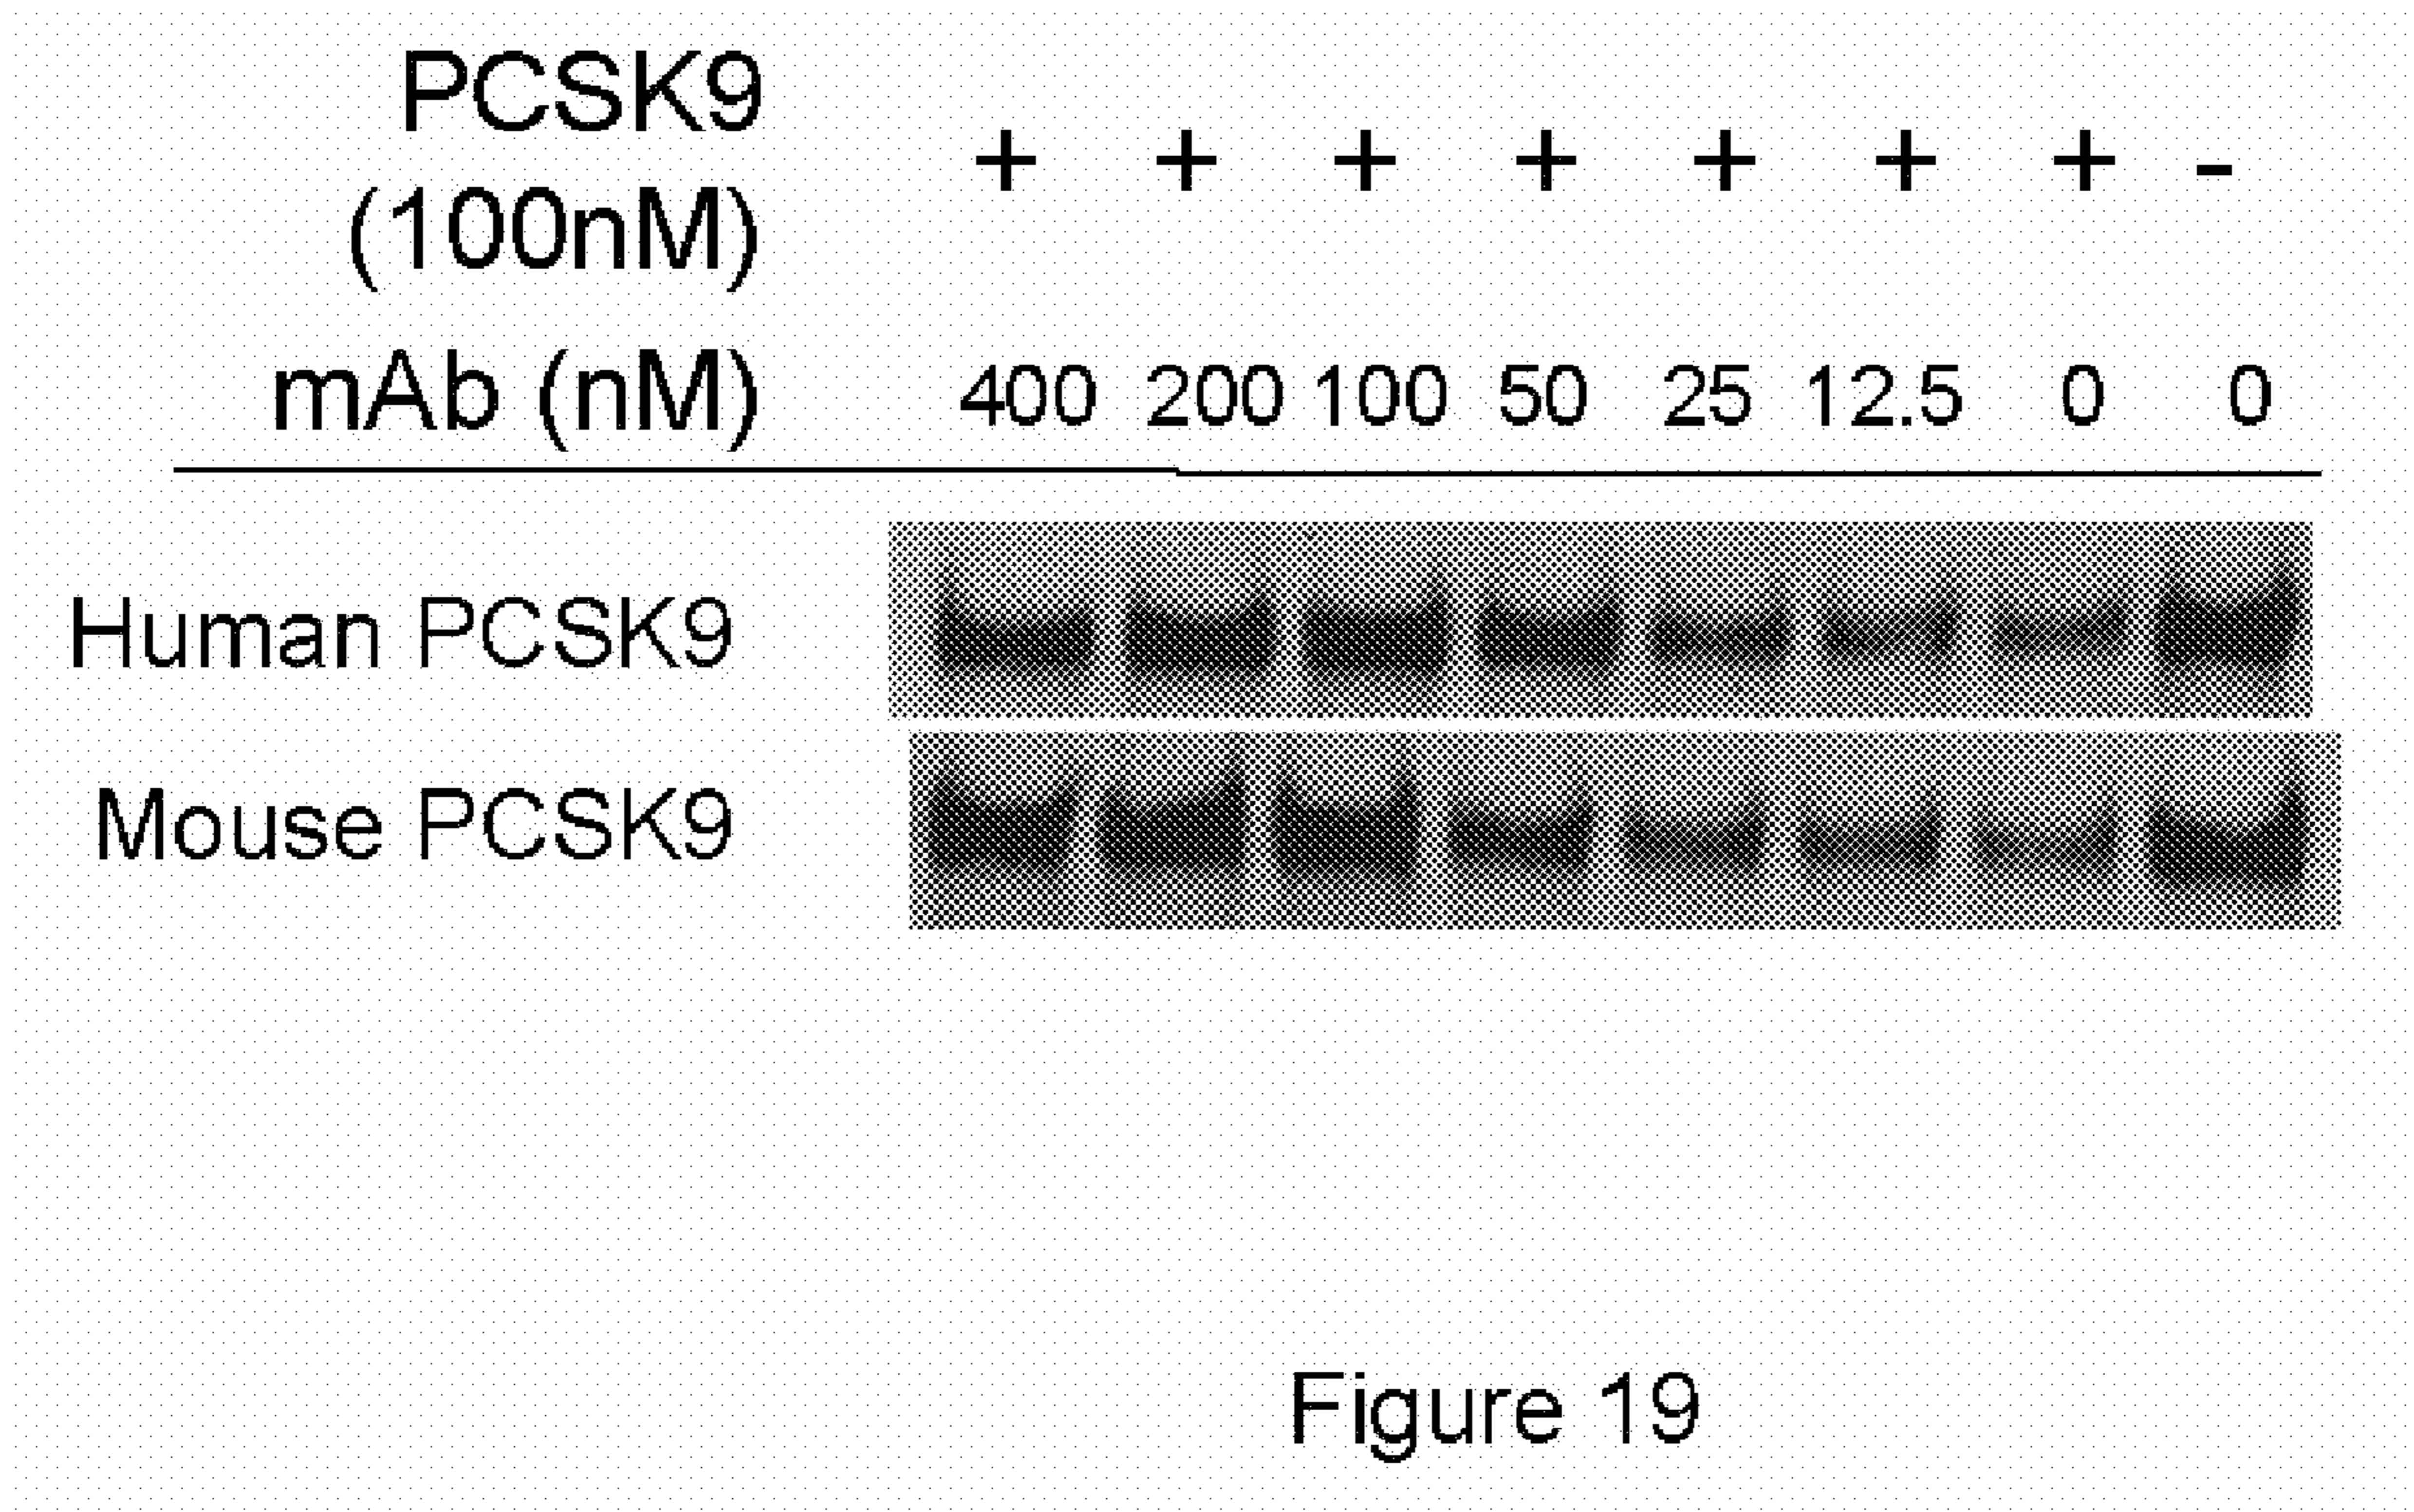 PCSK9
(100nM) + + + + + + + -
mAb (nM) 400 200 100 50 25 12.5 0 0
Human PCSK9
Mouse PCSK9
Figure 19